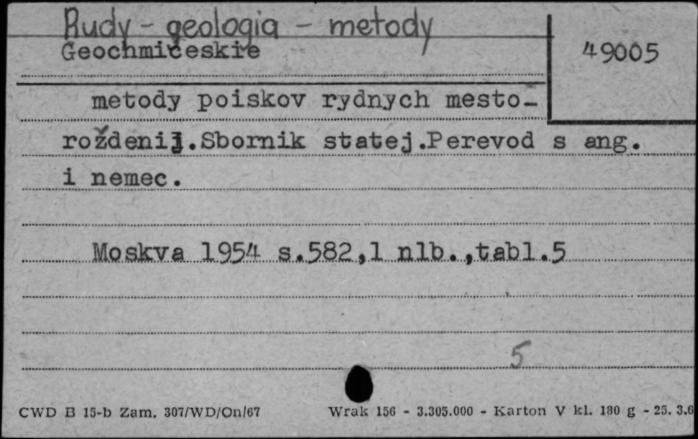 Rudy - geologia - metody
Geochmičeskie
49005
metody poiskov rydnych mesto-
roždenij.Sbornik statej.Perevod s ang.
i nemec.
Moskva 1954 s.582,1 nlb.,tabl.5
5
CWD B 15-b Zam. 307/WD/On/67
Wrak 156 - 3.305.000 - Karton V kl. 180 g - 25. 3.6